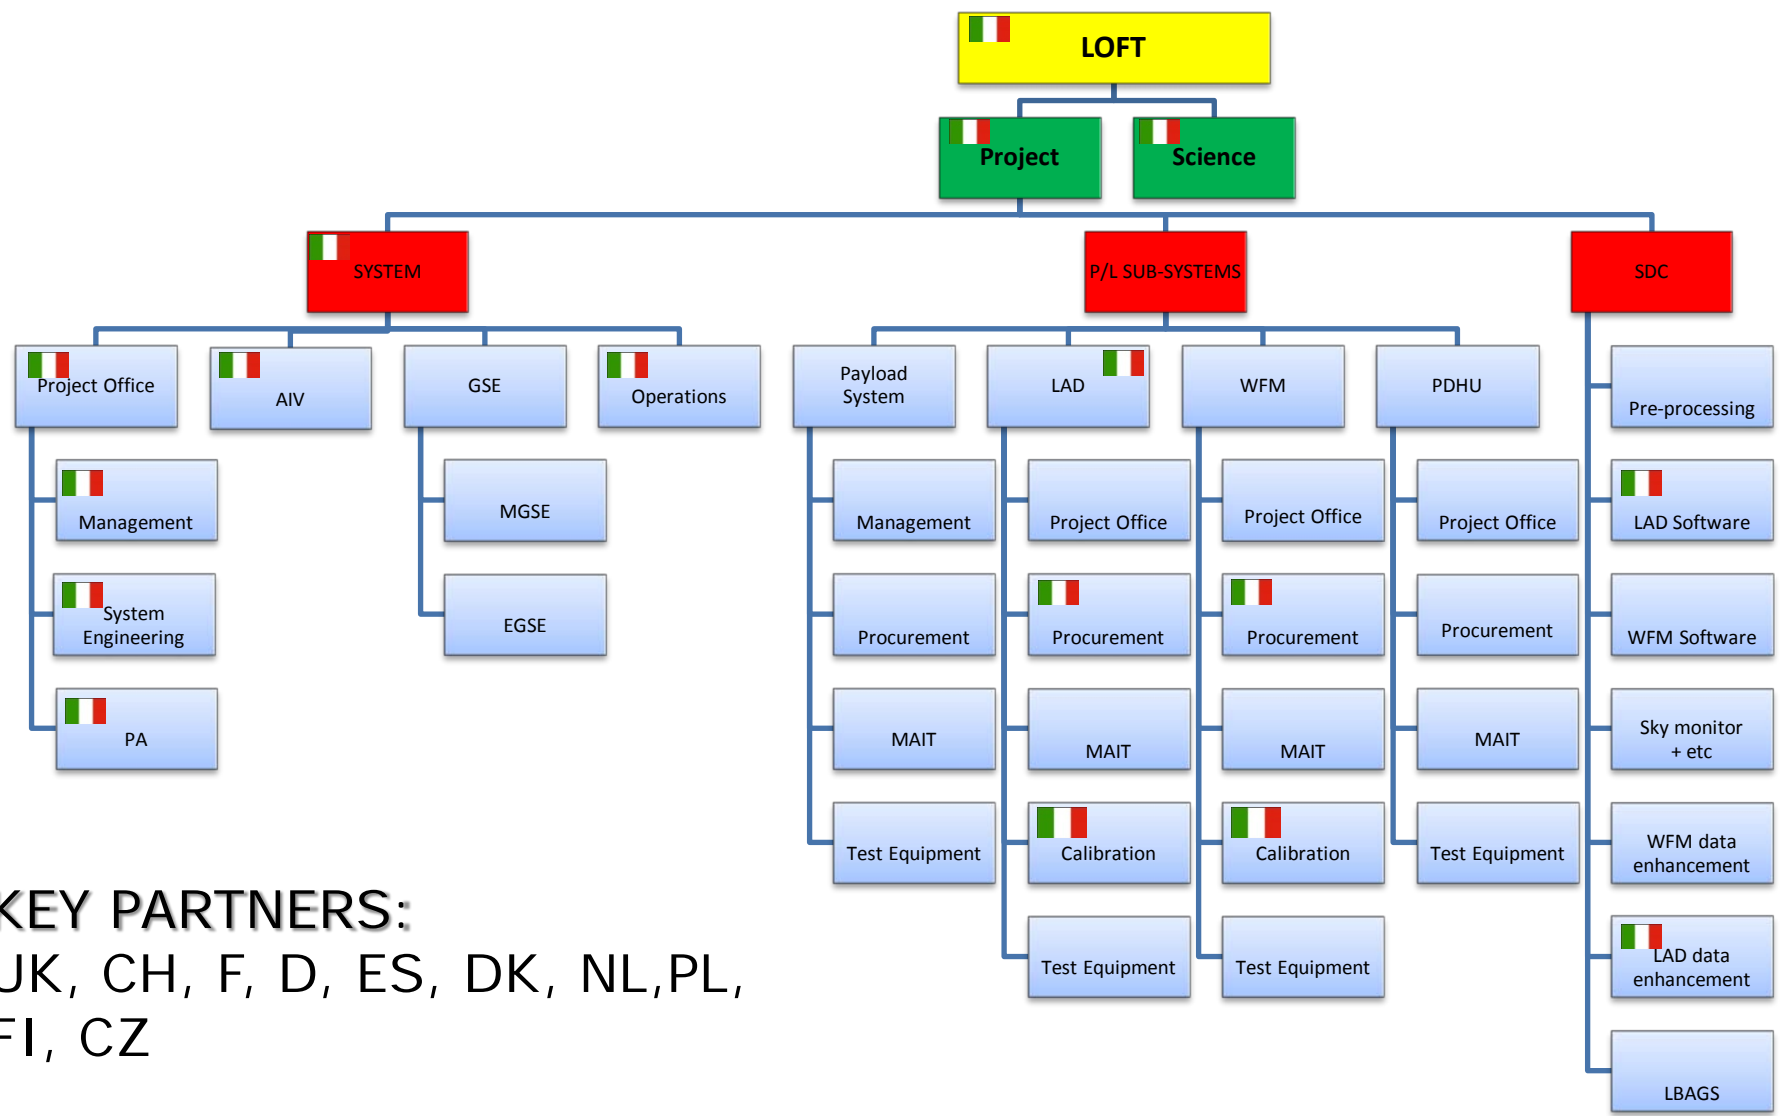 LOFT
Project
Science
SYSTEM
P/L SUB-SYSTEMS
SDC
Project Office
AIV
GSE
Operations
Payload
System
LAD
WFM
PDHU
Pre-processing
Management
MGSE
Management
Project Office
Project Office
Project Office
LAD Software
System
Engineering
EGSE
Procurement
Procurement
Procurement
Procurement
WFM Software
PA
MAIT
MAIT
MAIT
MAIT
Sky monitor
+ etc
Test Equipment
Calibration
Calibration
Test Equipment
WFM data
enhancement
Test Equipment
Test Equipment
LAD data
enhancement
LBAGS
KEY PARTNERS:
UK, CH, F, D, ES, DK, NL,PL,
FI, CZ